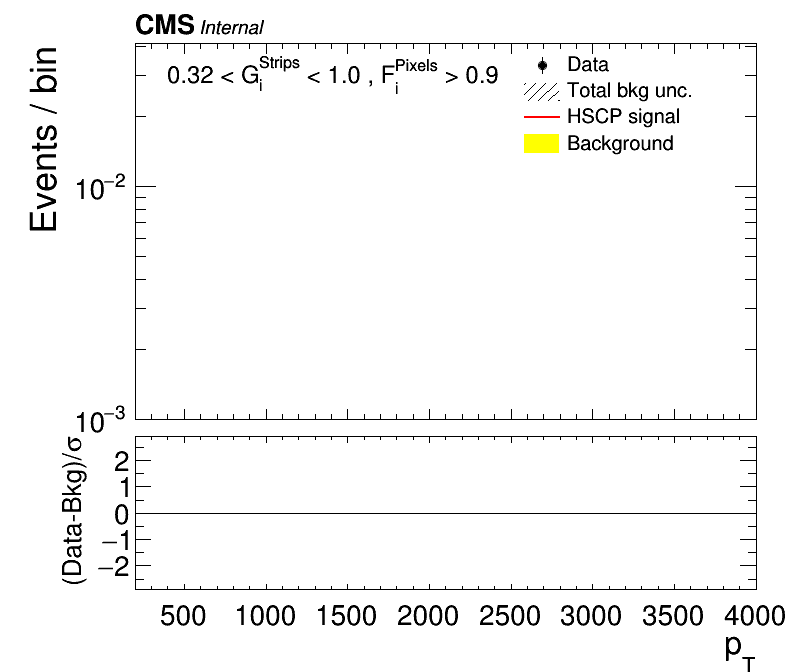 CMS Internal
0.32 < G_i^Strips < 1.0 , F_i^Pixels > 0.9
Data
Total bkg unc.
HSCP signal
Background
Events / bin
10^−2
10^−3
(Data-Bkg)/σ
2
1
0
−1
−2
500 1000 1500 2000 2500 3000 3500 4000
p_T